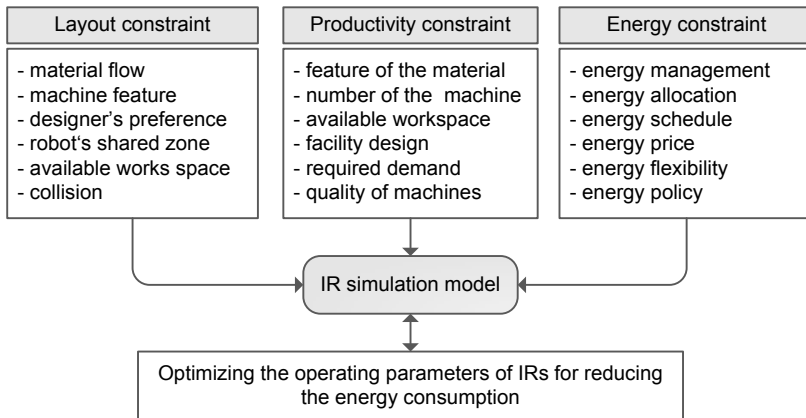 Layout constraint
- material flow
- machine feature
- designer's preference
- robot's shared zone
- available works space
- collision
Productivity constraint
- feature of the material
- number of the machine
- available workspace
- facility design
- required demand
- quality of machines
Energy constraint
- energy management
- energy allocation
- energy schedule
- energy price
- energy flexibility
- energy policy
IR simulation model
Optimizing the operating parameters of IRs for reducing
the energy consumption